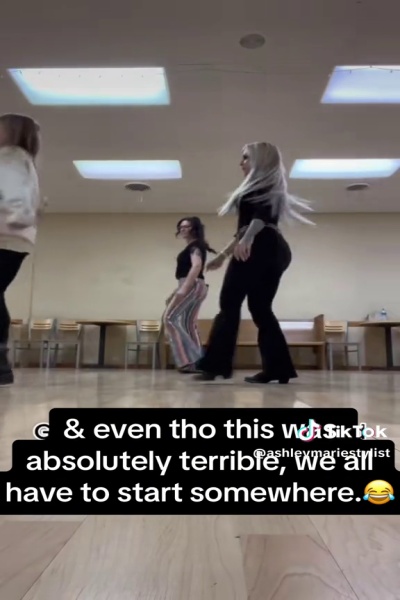 & even tho this was
TikTok
absolutely terrible, we all
@ashleymariestylist
have to start somewhere.😂